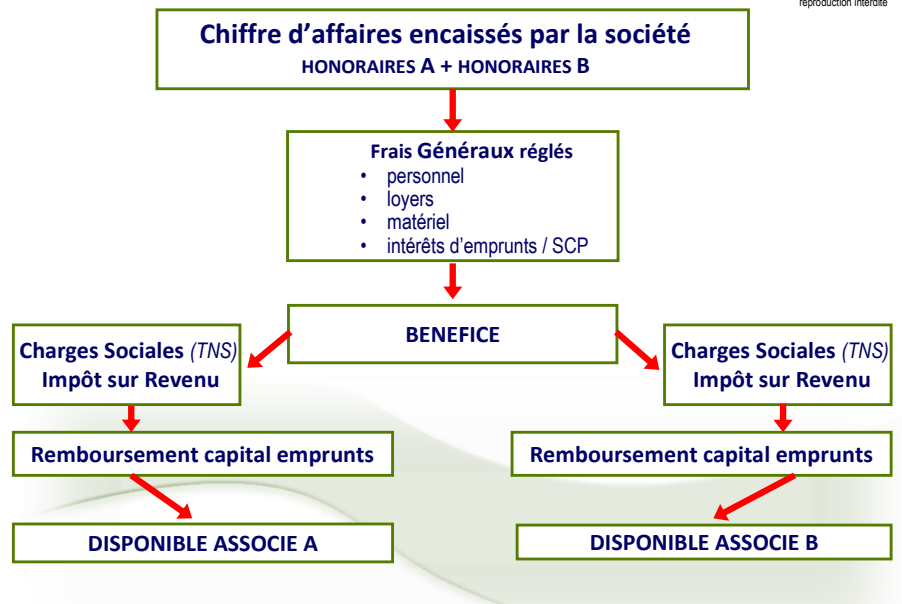 reproduction interdite
Chiffre d'affaires encaissés par la société
HONORAIRES A + HONORAIRES B
Frais Généraux réglés
• personnel
• loyers
• matériel
• intérêts d'emprunts / SCP
BENEFICE
Charges Sociales (TNS)
Impôt sur Revenu
Charges Sociales (TNS)
Impôt sur Revenu
Remboursement capital emprunts
Remboursement capital emprunts
DISPONIBLE ASSOCIE A
DISPONIBLE ASSOCIE B